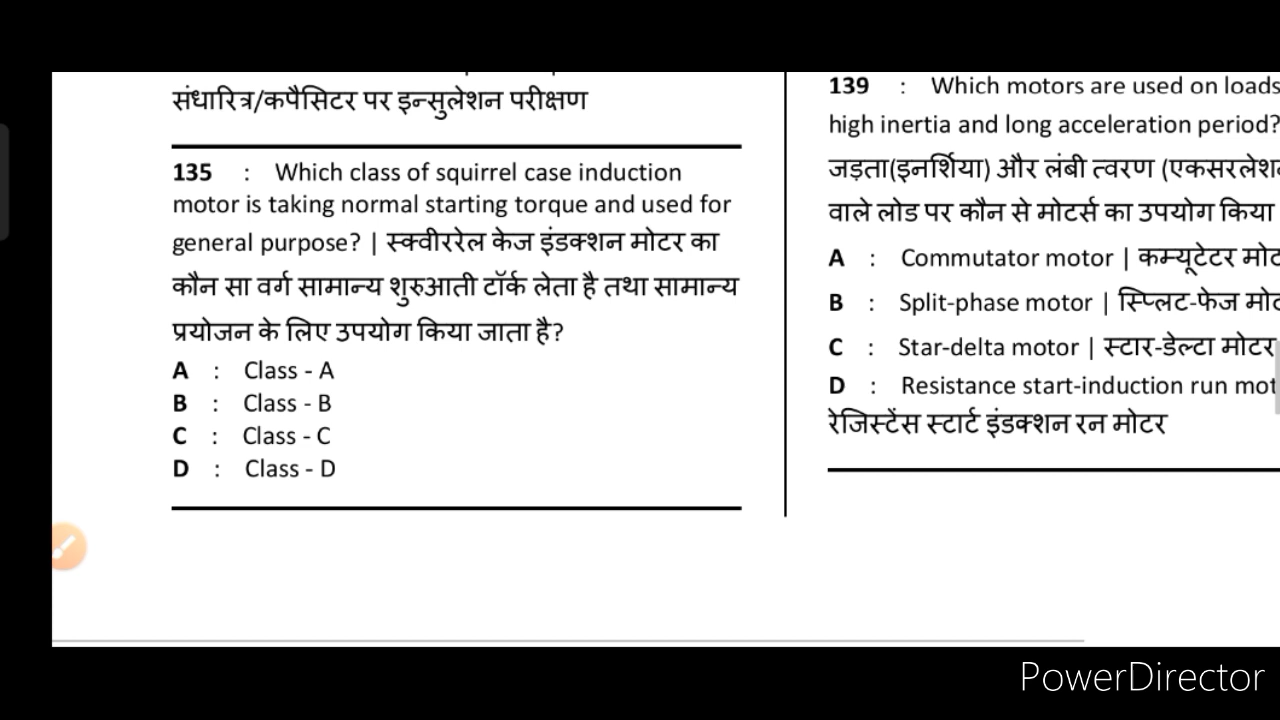 संधारित्र/कपैसिटर पर इन्सुलेशन परीक्षण
135 : Which class of squirrel case induction
motor is taking normal starting torque and used for
general purpose? | स्क्वीररेल केज इंडक्शन मोटर का
कौन सा वर्ग सामान्य शुरुआती टॉर्क लेता है तथा सामान्य
प्रयोजन के लिए उपयोग किया जाता है?
A : Class - A
B : Class - B
C : Class - C
D : Class - D
139 : Which motors are used on loads
high inertia and long acceleration period?
जड़ता(इनर्शिया) और लंबी त्वरण
वाले लोड पर कौन से मोटर्स का उपयोग किया
A : Commutator motor | कम्यूटेटर
B : Split-phase motor | स्प्लिट-फेज
C : Star-delta motor | स्टार-डेल्टा मोटर
D : Resistance start-induction run
रेजिस्टेंस स्टार्ट इंडक्शन रन मोटर
PowerDirector